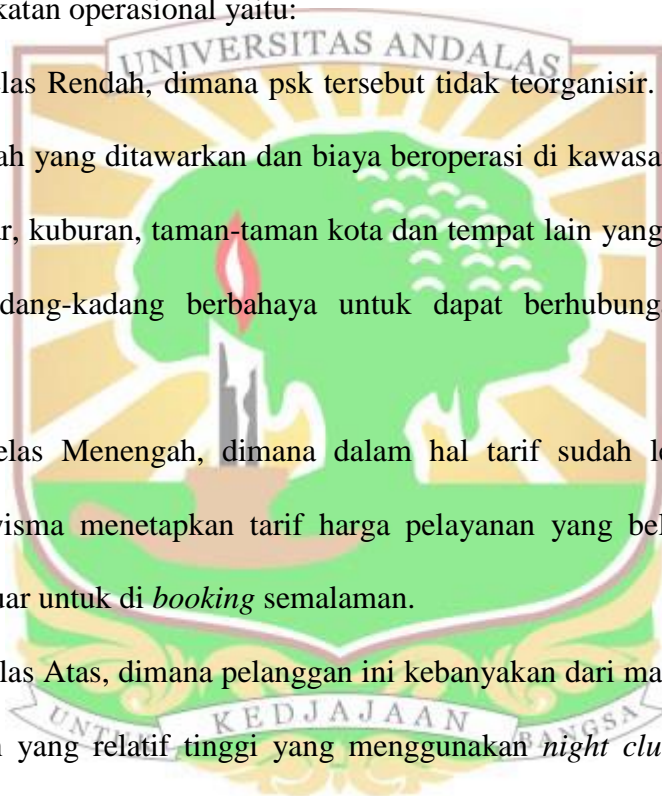 katan operasional yaitu:
UNIVERSITAS ANDALAS
las Rendah, dimana psk tersebut tidak teorganisir.
ah yang ditawarkan dan biaya beroperasi di kawasa
r, kuburan, taman-taman kota dan tempat lain yang
dang-kadang berbahaya untuk dapat berhubung
elas Menengah, dimana dalam hal tarif sudah l
visma menetapkan tarif harga pelayanan yang bel
uar untuk di booking semalaman.
las Atas, dimana pelanggan ini kebanyakan dari ma
UNTUK KEDJAJAAN BANGSA
yang relatif tinggi yang menggunakan night clu